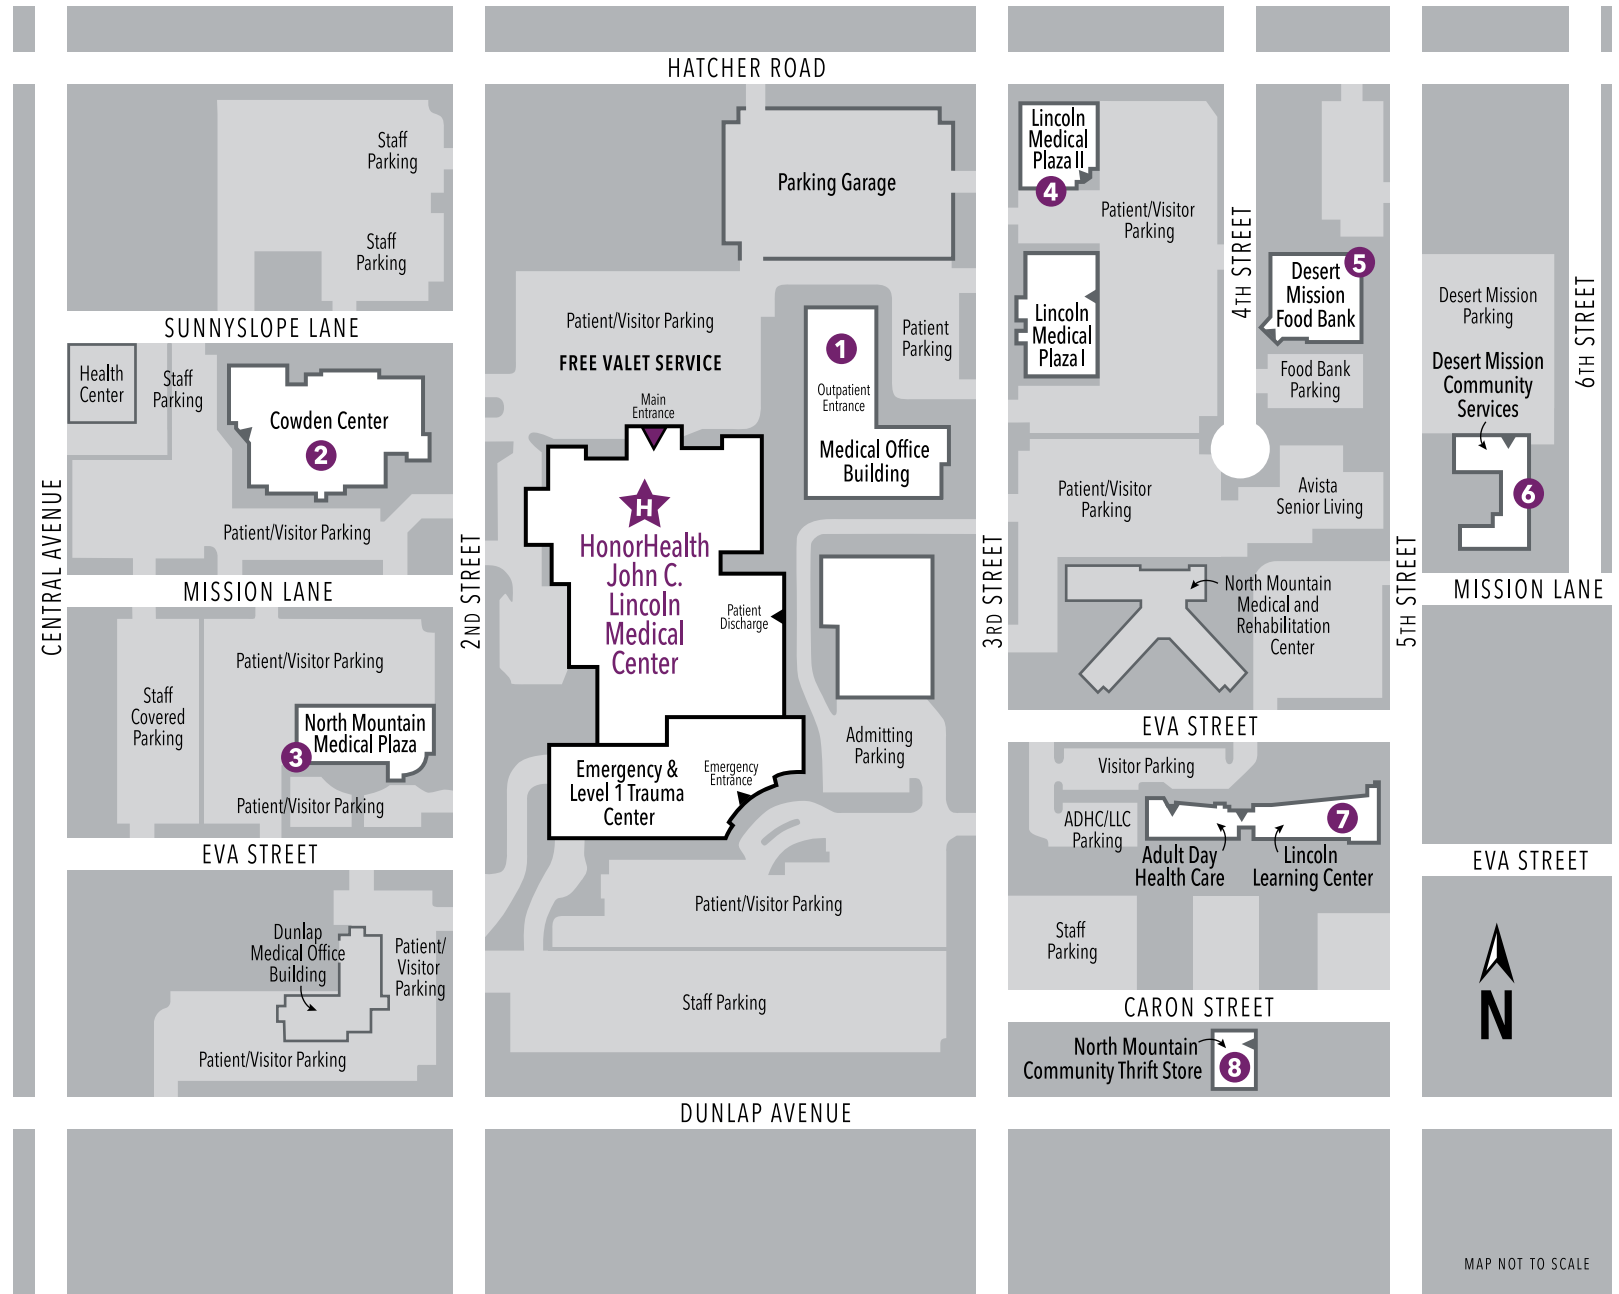 HATCHER ROAD
Staff
Parking
Staff
Parking
SUNNYSLOPE LANE
Health
Center
Staff
Parking
Cowden Center
2
Patient/Visitor Parking
CENTRAL AVENUE
MISSION LANE
Patient/Visitor Parking
Staff
Covered
Parking
North Mountain
Medical Plaza
3
Patient/Visitor Parking
EVA STREET
Dunlap
Medical Office
Building
Patient/
Visitor
Parking
Patient/Visitor Parking
2ND STREET
Parking Garage
Patient/Visitor Parking
FREE VALET SERVICE
Main
Entrance
1
Outpatient
Entrance
Medical Office
Building
Patient
Parking
H
HonorHealth
John C.
Lincoln
Medical
Center
Patient
Discharge
Emergency &
Level 1 Trauma
Center
Emergency
Entrance
Admitting
Parking
Patient/Visitor Parking
Staff Parking
DUNLAP AVENUE
3RD STREET
Lincoln
Medical
Plaza II
4
Patient/Visitor
Parking
Lincoln
Medical
Plaza I
4TH STREET
5
Desert
Mission
Food Bank
Food Bank
Parking
Patient/Visitor
Parking
Avista
Senior Living
North Mountain
Medical and
Rehabilitation
Center
5TH STREET
EVA STREET
Visitor Parking
ADHC/LLC
Parking
7
Adult Day
Health Care
Lincoln
Learning Center
Staff
Parking
CARON STREET
North Mountain
Community Thrift Store
8
Desert Mission
Parking
Desert Mission
Community
Services
6
6TH STREET
MISSION LANE
EVA STREET
N
MAP NOT TO SCALE